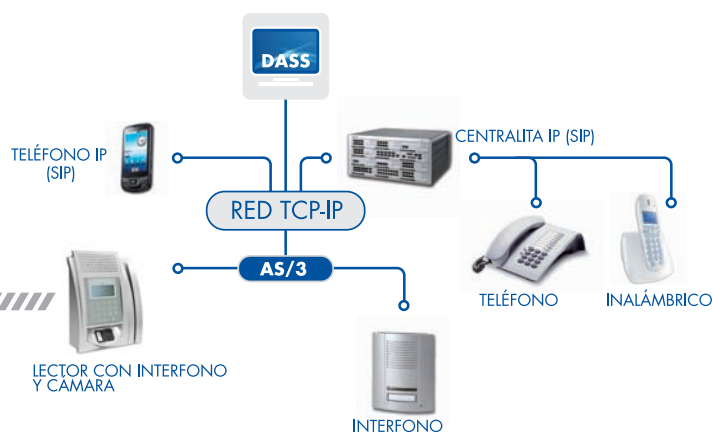 DASS
TELÉFONO IP
(SIP)
CENTRALITA IP (SIP)
RED TCP-IP
AS/3
TELÉFONO
INALÁMBRICO
LECTOR CON INTERFONO
Y CÁMARA
INTERFONO